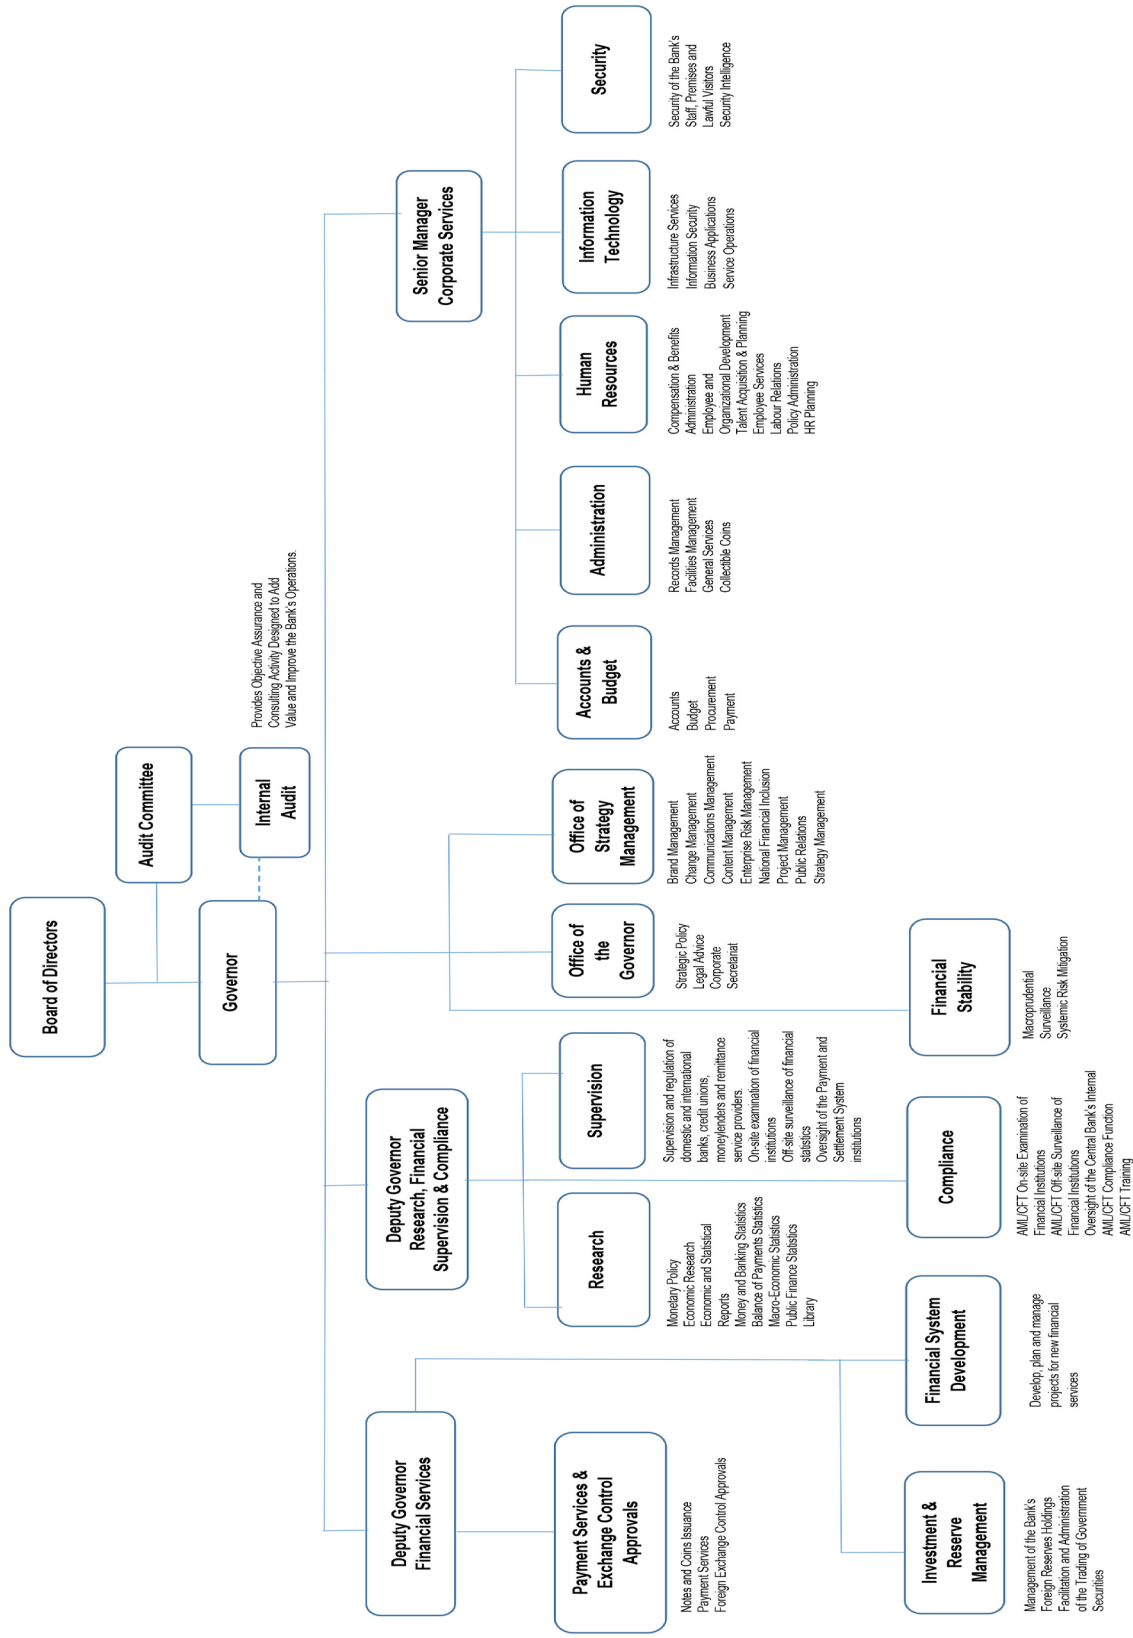 Board of Directors
Audit Committee
Governor
Internal
Audit
Provides Objective Assurance and
Consulting Activity Designed to Add
Value and Improve the Bank's Operations.
Deputy Governor
Financial Services
Deputy Governor
Research, Financial
Supervision & Compliance
Senior Manager
Corporate Services
Payment Services &
Exchange Control
Approvals
Notes and Coins Issuance
Payment Services
Foreign Exchange Control Approvals
Research
Monetary Policy
Economic Research
Economic and Statistical
Reports
Money and Banking Statistics
Balance of Payments Statistics
Macro-Economic Statistics
Public Finance Statistics
Library
Supervision
Supervision and regulation of
domestic and international
banks, credit unions,
moneylenders and remittance
service providers.
On-site examination of financial
institutions
Off-site surveillance of financial
statistics
Oversight of the Payment and
Settlement System
institutions
Office of
the
Governor
Strategic Policy
Legal Advice
Corporate
Secretariat
Office of
Strategy
Management
Brand Management
Change Management
Communications Management
Content Management
Enterprise Risk Management
National Financial Inclusion
Project Management
Public Relations
Strategy Management
Accounts &
Budget
Accounts
Budget
Procurement
Payment
Administration
Records Management
Facilities Management
General Services
Collectible Coins
Human
Resources
Compensation & Benefits
Administration
Employee and
Organizational Development
Talent Acquisition & Planning
Employee Services
Labour Relations
Policy Administration
HR Planning
Information
Technology
Infrastructure Services
Information Security
Business Applications
Service Operations
Security
Security of the Bank's
Staff, Premises and
Lawful Visitors
Security Intelligence
Investment &
Reserve
Management
Management of the Bank's
Foreign Reserves Holdings
Facilitation and Administration
of the Trading of Government
Securities
Financial System
Development
Develop, plan and manage
projects for new financial
services
Compliance
AML/CFT On-site Examination of
Financial Institutions
AML/CFT Off-site Surveillance of
Financial Institutions
Oversight of the Central Bank's Internal
AML/CFT Compliance Function
AML/CFT Training
Financial
Stability
Macroprudential
Surveillance
Systemic Risk Mitigation